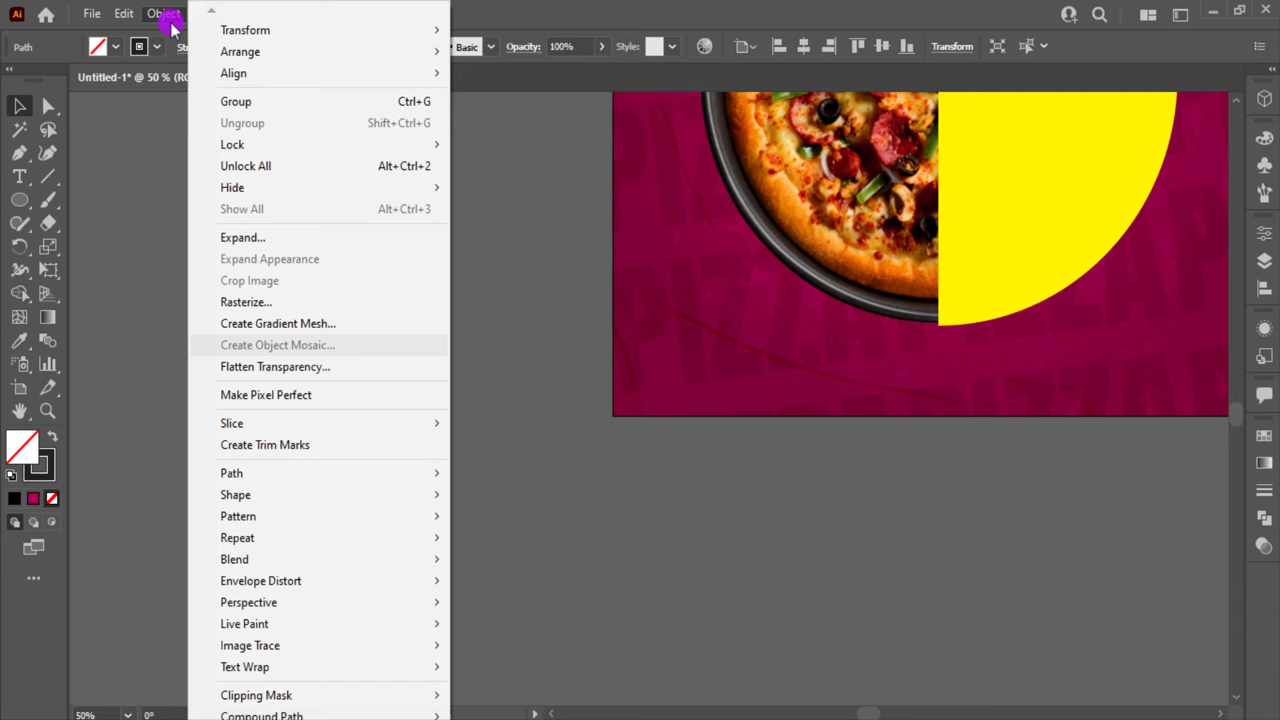 Ai File Edit Object
Path St Basic Opacity: 100% Style: Transform
Untitled-1* @ 50 % (RG
Transform
Arrange
Align
Group Ctrl+G
Ungroup Shift+Ctrl+G
Lock
Unlock All Alt+Ctrl+2
Hide
Show All Alt+Ctrl+3
Expand...
Expand Appearance
Crop Image
Rasterize...
Create Gradient Mesh...
Create Object Mosaic...
Flatten Transparency...
Make Pixel Perfect
Slice
Create Trim Marks
Path
Shape
Pattern
Repeat
Blend
Envelope Distort
Perspective
Live Paint
Image Trace
Text Wrap
Clipping Mask
Compound Path
50% 0°